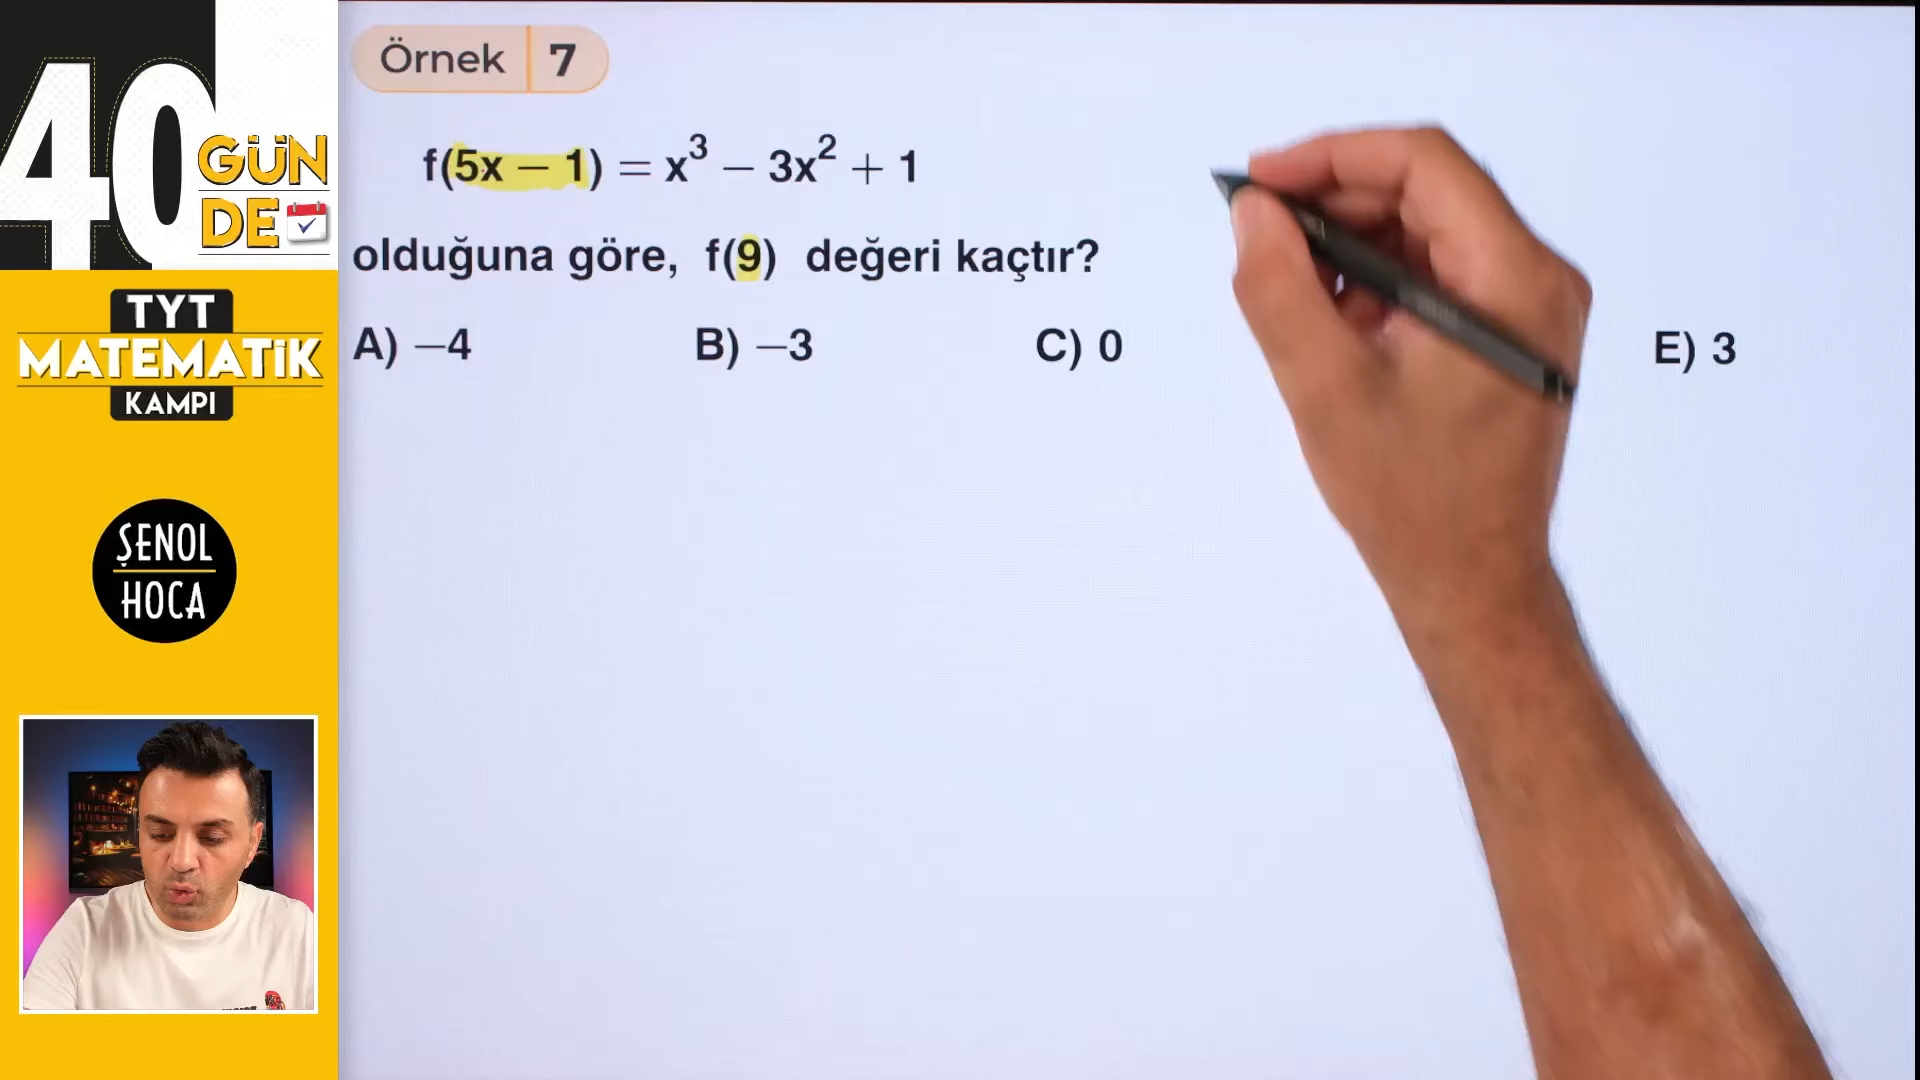 40
GÜN
DE
TYT
MATEMATİK
KAMPI
ŞENOL
HOCA
Örnek 7
f(5x – 1) = x³ – 3x² + 1
olduğuna göre, f(9) değeri kaçtır?
A) –4 B) –3 C) 0 E) 3